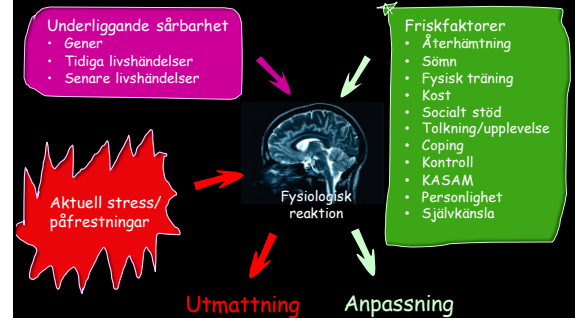 Underliggande sårbarhet
• Gener
• Tidiga livshändelser
• Senare livshändelser
Friskfaktorer
• Återhämtning
• Sömn
• Fysisk träning
• Kost
• Socialt stöd
• Tolkning/upplevelse
• Coping
• Kontroll
• KASAM
• Personlighet
• Självkänsla
Aktuell stress/
påfrestningar
Fysiologisk
reaktion
Utmattning
Anpassning